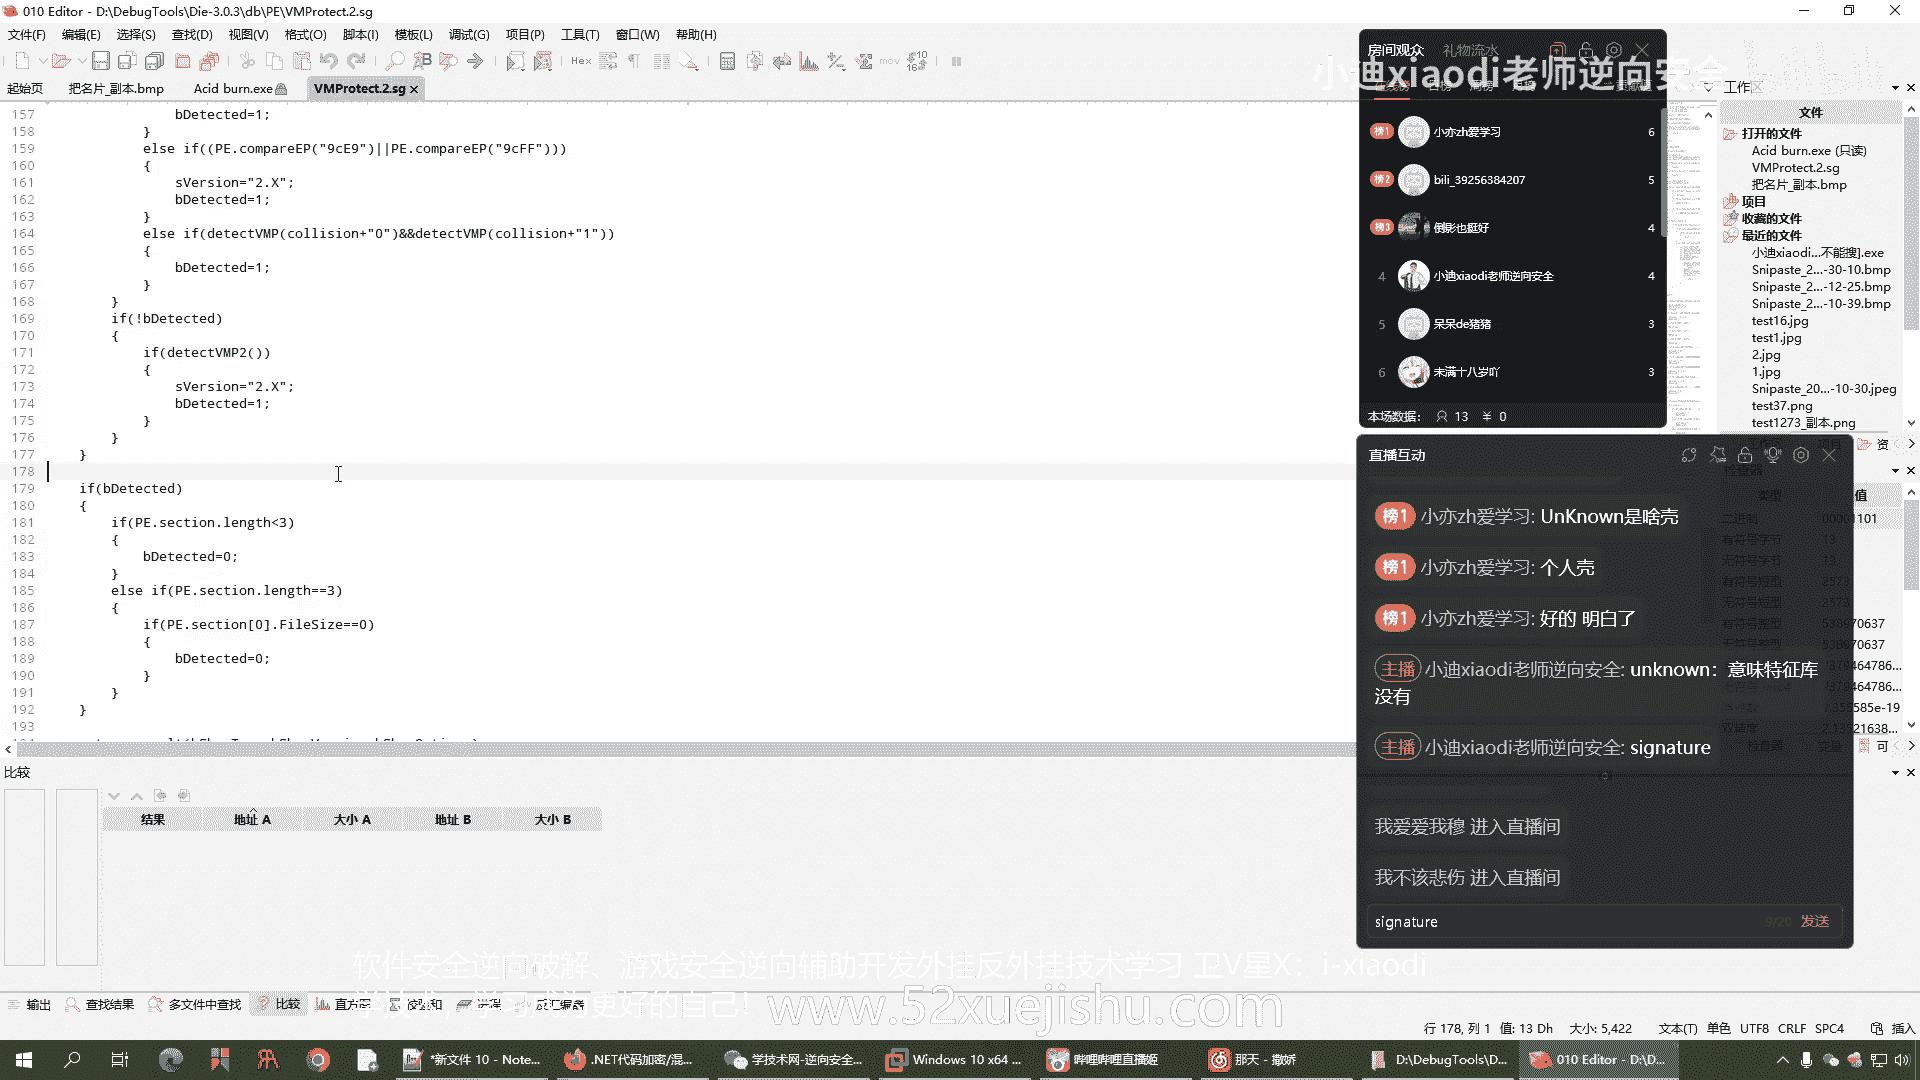 010 Editor - D:\DebugTools\Die-3.0.3\db\PE\VMProtect.2.sg
文件(F) 编辑(E) 选择(S) 查找(D) 视图(V) 格式(O) 脚本(I) 模板(L) 调试(G) 项目(P) 工具(T) 窗口(W) 帮助(H)
起始页 把名片_副本.bmp Acid burn.exe VMProtect.2.sg
157 bDetected=1;
158 }
159 else if((PE.compareEP("9cE9")||PE.compareEP("9cFF")))
160 {
161 sVersion="2.X";
162 bDetected=1;
163 }
164 else if(detectVMP(collision+"0")&&detectVMP(collision+"1"))
165 {
166 bDetected=1;
167 }
168 }
169 if(!bDetected)
170 {
171 if(detectVMP2())
172 {
173 sVersion="2.X";
174 bDetected=1;
175 }
176 }
177 }
178
179 if(bDetected)
180 {
181 if(PE.section.length<3)
182 {
183 bDetected=0;
184 }
185 else if(PE.section.length==3)
186 {
187 if(PE.section[0].FileSize==0)
188 {
189 bDetected=0;
190 }
191 }
192 }
193
小迪xiaodi老师逆向安全
房间观众 礼物流水
榜1 小亦zh爱学习 6
榜2 bili_39256384207 5
榜3 倒影也挺好 4
4 小迪xiaodi老师逆向安全 4
5 呆呆de猪猪 3
6 未满十八岁吖 3
本场数据: 13 ¥ 0
直播互动
榜1 小亦zh爱学习: UnKnown是啥壳
榜1 小亦zh爱学习: 个人壳
榜1 小亦zh爱学习: 好的 明白了
主播 小迪xiaodi老师逆向安全: unknown：意味特征库
没有
主播 小迪xiaodi老师逆向安全: signature
我爱爱我穆 进入直播间
我不该悲伤 进入直播间
signature 9/20 发送
工作区
文件
打开的文件
Acid burn.exe (只读)
VMProtect.2.sg
把名片_副本.bmp
项目
收藏的文件
最近的文件
小迪xiaodi...不能搜].exe
Snipaste_2...-30-10.bmp
Snipaste_2...-12-25.bmp
Snipaste_2...-10-39.bmp
test16.jpg
test1.jpg
2.jpg
1.jpg
Snipaste_20...-10-30.jpeg
test37.png
test1273_副本.png
值
比较
结果 地址 A 大小 A 地址 B 大小 B
软件安全逆向破解、游戏安全逆向辅助开发外挂反外挂技术学习 卫V星X：i-xiaodi
www.52xuejishu.com
输出 查找结果 多文件中查找 比较
行 178, 列 1 值: 13 Dh 大小: 5,422 文本(T) 单色 UTF8 CRLF SPC4 插入
*新文件 10 - Note... .NET代码加密/混... 学技术网-逆向安全... Windows 10 x64 ... 哔哩哔哩直播姬 那天 - 撒娇 D:\DebugTools\D... 010 Editor - D:\D...